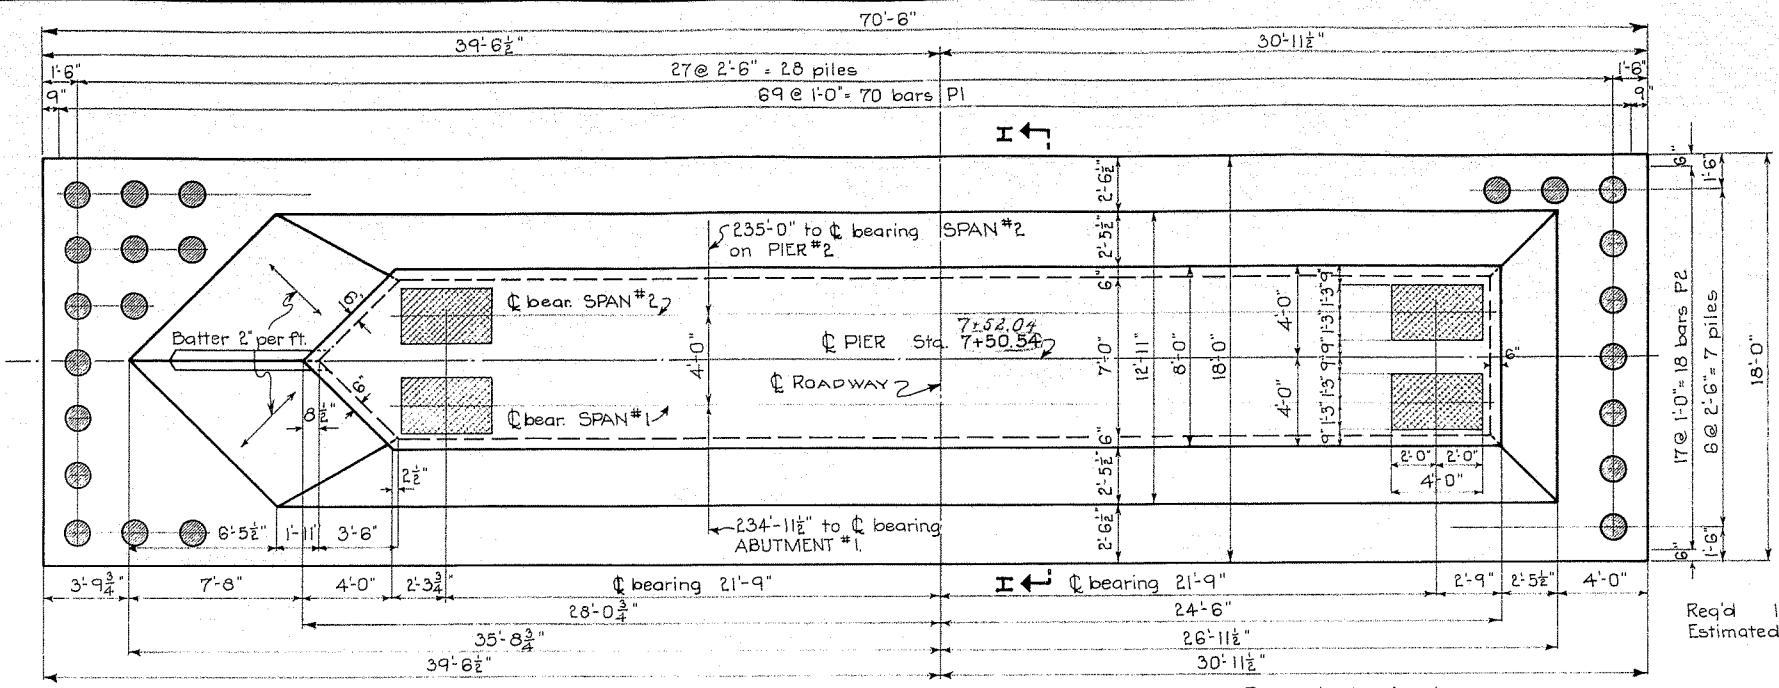 70'-6"
39'-6½" 30'-11½"
1'-6" 27@ 2'-6" = 28 piles 1'-6"
9" 69 @ 1'-0" = 70 bars P1 9"
H
6" 1'-6"
2'-6½"
235'-0" to ℄ bearing SPAN #2
on PIER #2
2'-5½"
6" ℄ bear. SPAN #2 6" 4'-0" 9" 1'-3" 1'-3" 9"
Batter 2" per ft. ℄ PIER Sta. 7+52.04
7+50.54
4'-0" 7'-0" 12'-11" 8'-0" 18'-0" 6"
17@ 1'-0" = 18 bars P2
6@ 2'-6" = 7 piles
18'-0"
℄ ROADWAY
6" 8½" ℄ bear. SPAN #1 6" 4'-0" 9" 1'-3" 1'-3" 9"
2½" 2'-5½" 2'-0" 2'-0"
4'-0"
6'-5½" 1'-11" 3'-6" 234'-11½" to ℄ bearing
ABUTMENT #1.
2'-6½" 6" 1'-6"
3'-9¾" 7'-8" 4'-0" 2'-3¾" ℄ bearing 21'-9" H ℄ bearing 21'-9" 2'-9" 2'-5½" 4'-0"
28'-0¾" 24'-6"
35'-8¾" 26'-11½"
39'-6½" 30'-11½"
Req'd 1
Estimated